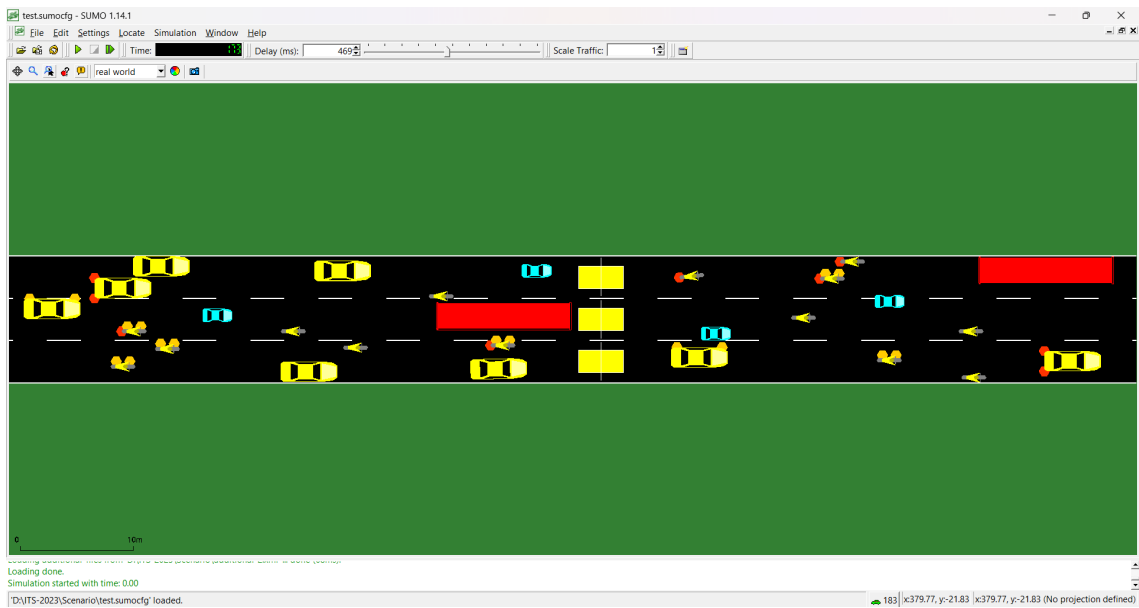 test.sumocfg - SUMO 1.14.1
File Edit Settings Locate Simulation Window Help
Time: 173 Delay (ms): 469 Scale Traffic: 1
real world
0 10m
Loading done.
Simulation started with time: 0.00
'D:\ITS-2023\Scenario\test.sumocfg' loaded. 183 x:379.77, y:-21.83 x:379.77, y:-21.83 (No projection defined)